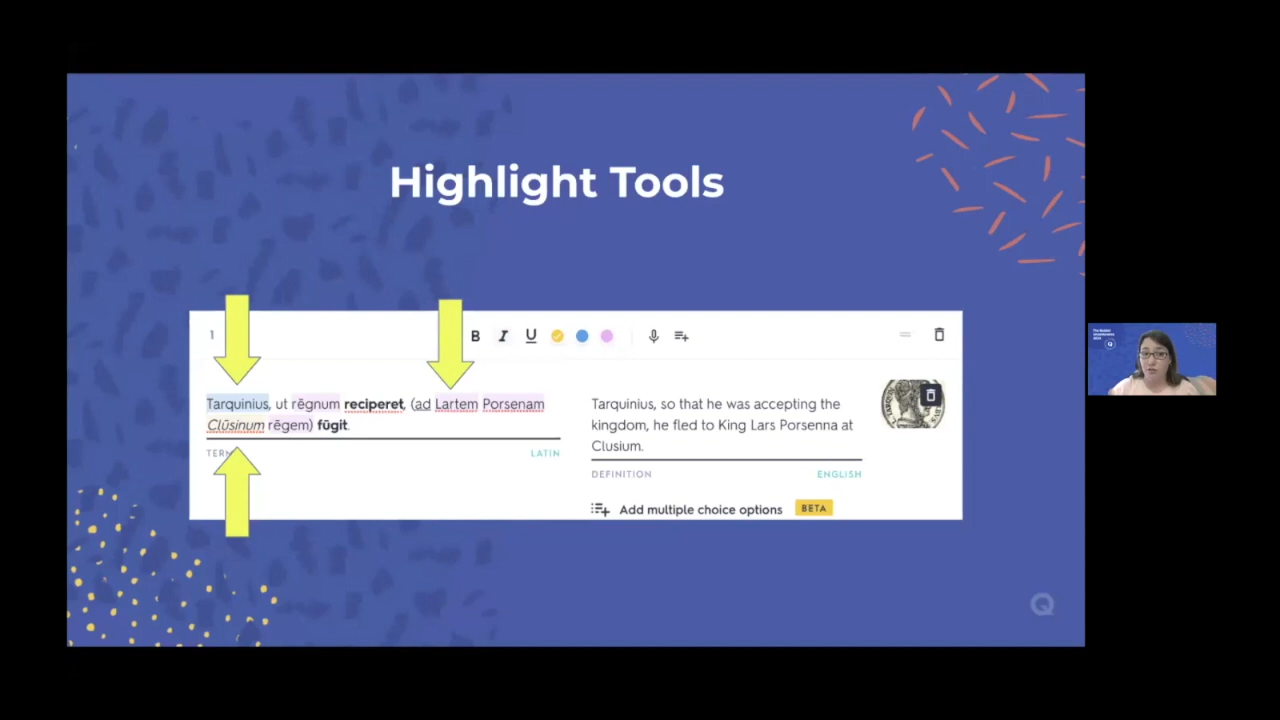 Highlight Tools
1
B I U
Tarquinius, ut rēgnum reciperet, (ad Lartem Porsenam
Clūsinum rēgem) fūgit.
LATIN
Tarquinius, so that he was accepting the
kingdom, he fled to King Lars Porsenna at
Clusium.
DEFINITION
ENGLISH
Add multiple choice options
BETA
Q